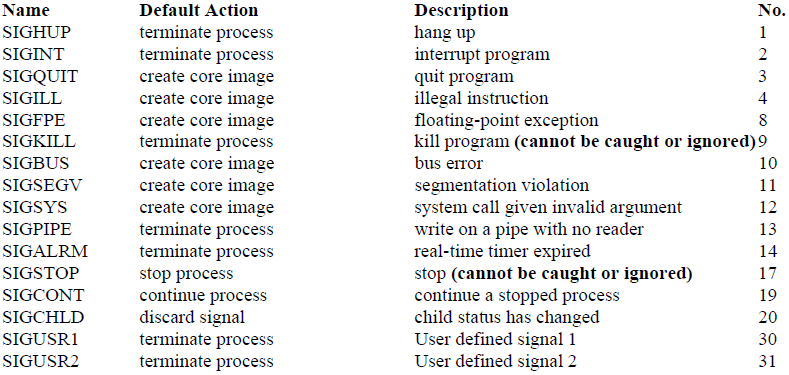 Name Default Action Description No.
SIGHUP terminate process hang up 1
SIGINT terminate process interrupt program 2
SIGQUIT create core image quit program 3
SIGILL create core image illegal instruction 4
SIGFPE create core image floating-point exception 8
SIGKILL terminate process kill program (cannot be caught or ignored) 9
SIGBUS create core image bus error 10
SIGSEGV create core image segmentation violation 11
SIGSYS create core image system call given invalid argument 12
SIGPIPE terminate process write on a pipe with no reader 13
SIGALRM terminate process real-time timer expired 14
SIGSTOP stop process stop (cannot be caught or ignored) 17
SIGCONT continue process continue a stopped process 19
SIGCHLD discard signal child status has changed 20
SIGUSR1 terminate process User defined signal 1 30
SIGUSR2 terminate process User defined signal 2 31